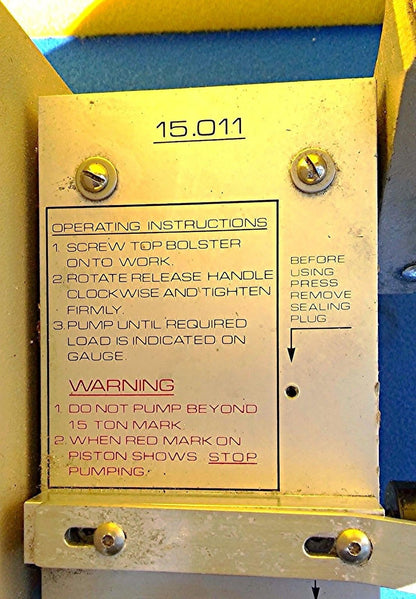 15.011
OPERATING INSTRUCTIONS
1. SCREW TOP BOLSTER
ONTO WORK.
2. ROTATE RELEASE HANDLE
CLOCKWISE AND TIGHTEN
FIRMLY.
3. PUMP UNTIL REQUIRED
LOAD IS INDICATED ON
GAUGE.
WARNING
1. DO NOT PUMP BEYOND
15 TON MARK.
2. WHEN RED MARK ON
PISTON SHOWS STOP
PUMPING.
BEFORE
USING
PRESS
REMOVE
SEALING
PLUG